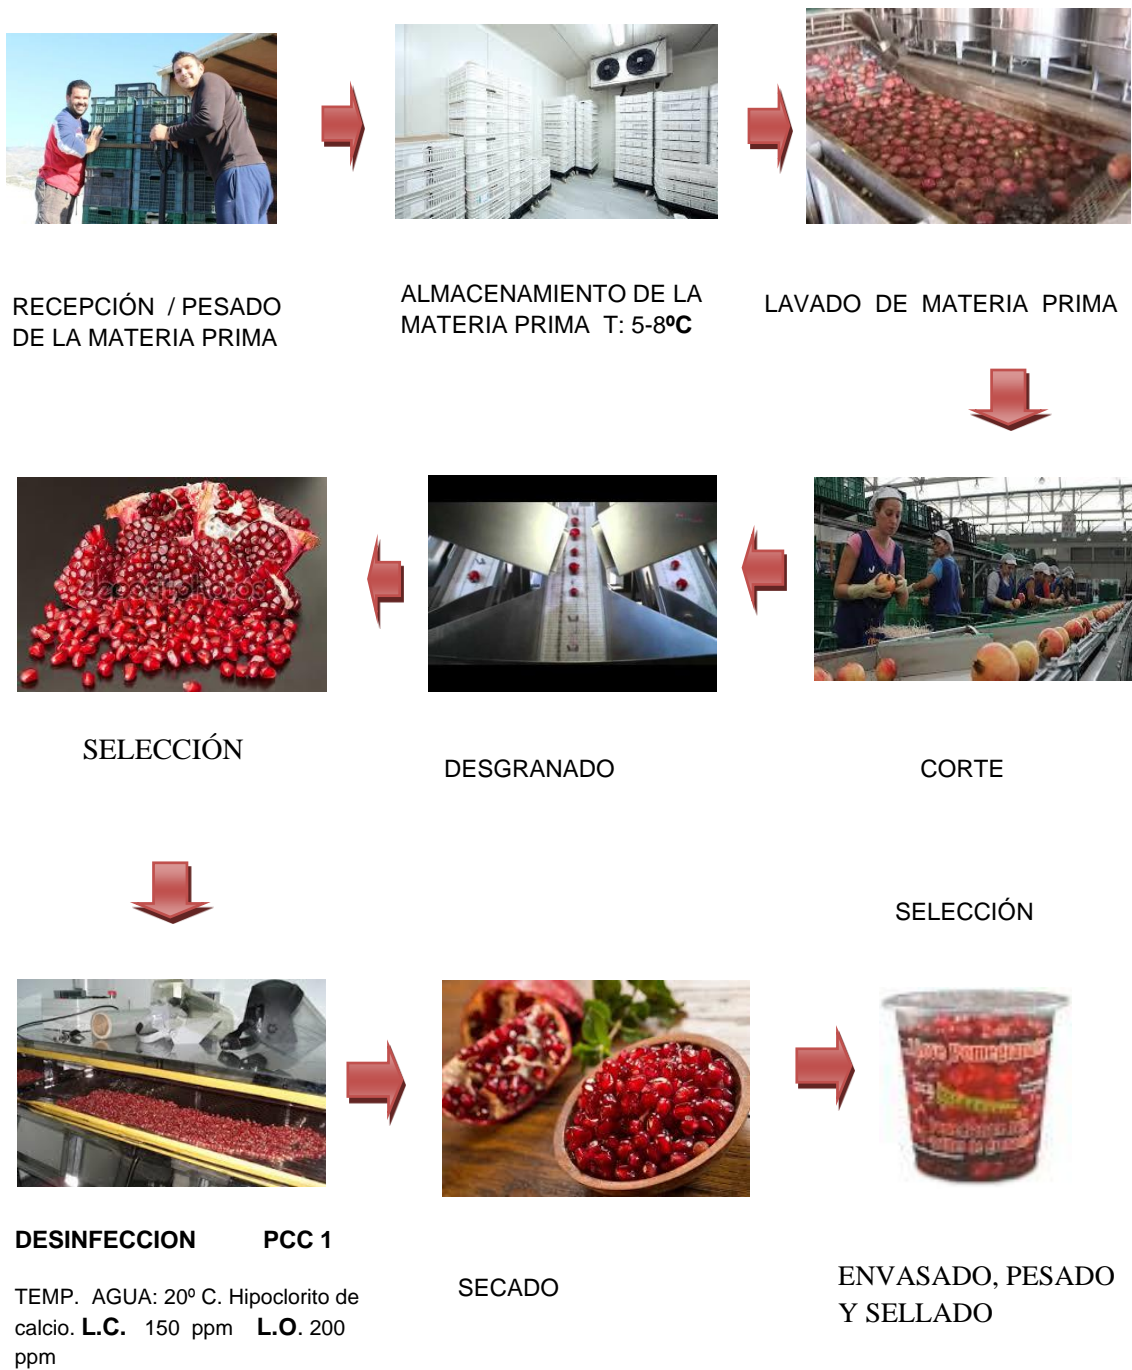 RECEPCIÓN / PESADO
DE LA MATERIA PRIMA
ALMACENAMIENTO DE LA
MATERIA PRIMA T: 5-8ºC
LAVADO DE MATERIA PRIMA
depositphotos
SELECCIÓN
DESGRANADO
CORTE
SELECCIÓN
DESINFECCION PCC 1
TEMP. AGUA: 20º C. Hipoclorito de
calcio. L.C. 150 ppm L.O. 200
ppm
SECADO
ENVASADO, PESADO
Y SELLADO